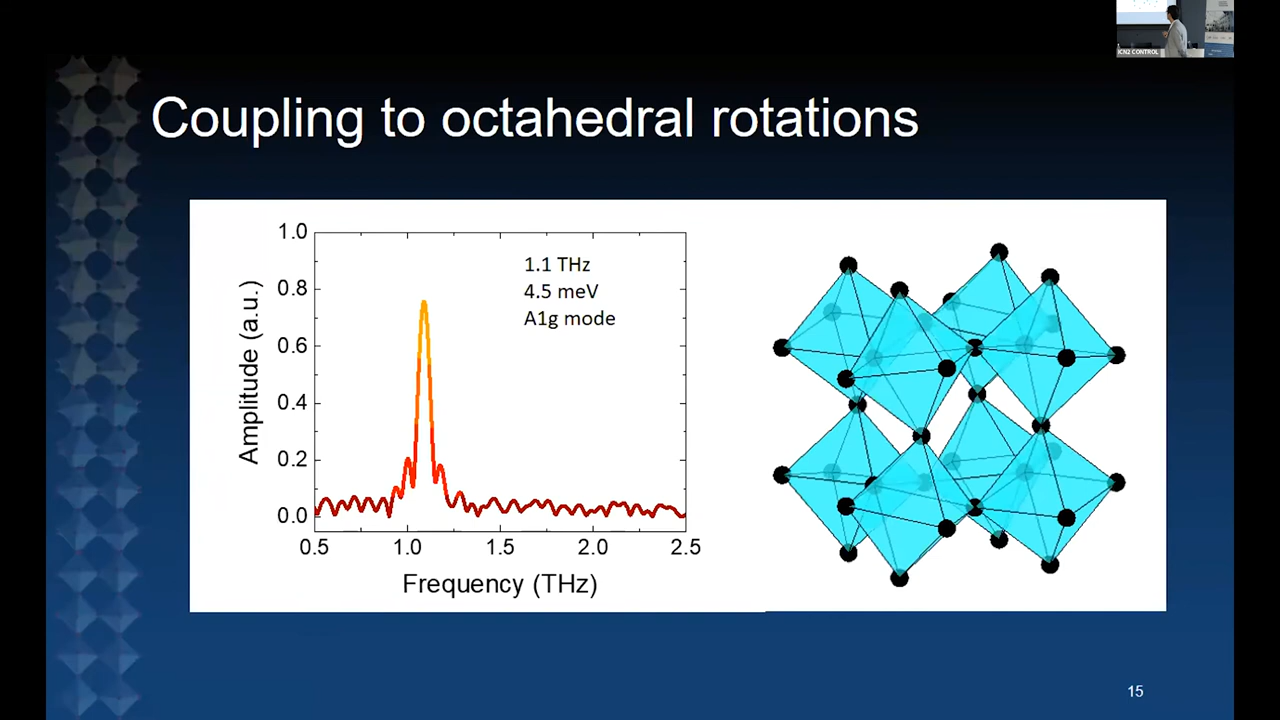 ICN2 CONTROL
Coupling to octahedral rotations
1.0
0.8
0.6
0.4
0.2
0.0
Amplitude (a.u.)
1.1 THz
4.5 meV
A1g mode
0.5 1.0 1.5 2.0 2.5
Frequency (THz)
15